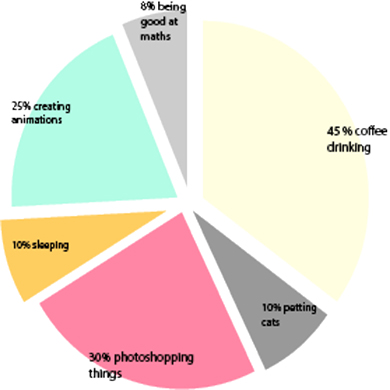 8% being
good at
maths
45% coffee
drinking
10% petting
cats
30% photoshopping
things
10% sleeping
25% creating
animations